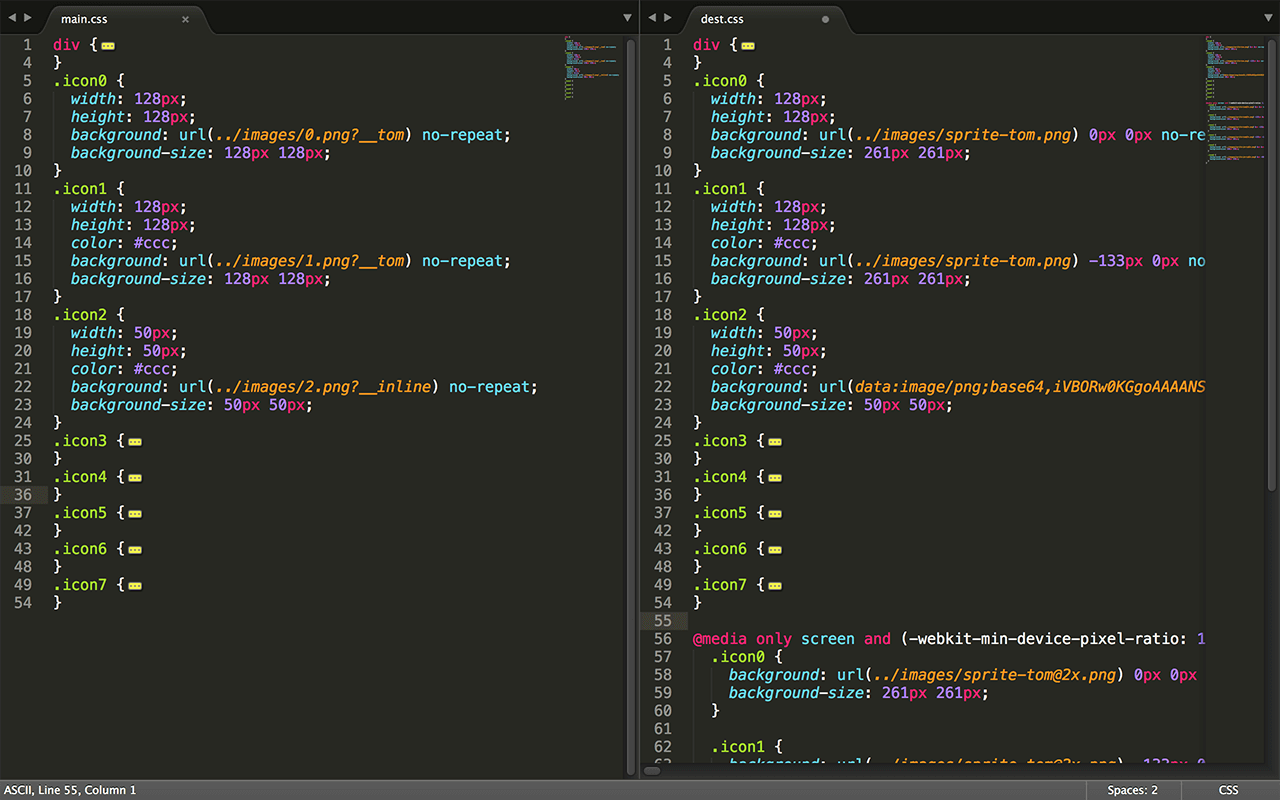 main.css
1 div {
4 }
5 .icon0 {
6 width: 128px;
7 height: 128px;
8 background: url(../images/0.png?__tom) no-repeat;
9 background-size: 128px 128px;
10 }
11 .icon1 {
12 width: 128px;
13 height: 128px;
14 color: #ccc;
15 background: url(../images/1.png?__tom) no-repeat;
16 background-size: 128px 128px;
17 }
18 .icon2 {
19 width: 50px;
20 height: 50px;
21 color: #ccc;
22 background: url(../images/2.png?__inline) no-repeat;
23 background-size: 50px 50px;
24 }
25 .icon3 {
30 }
31 .icon4 {
36 }
37 .icon5 {
42 }
43 .icon6 {
48 }
49 .icon7 {
54 }
dest.css
1 div {
4 }
5 .icon0 {
6 width: 128px;
7 height: 128px;
8 background: url(../images/sprite-tom.png) 0px 0px no-re
9 background-size: 261px 261px;
10 }
11 .icon1 {
12 width: 128px;
13 height: 128px;
14 color: #ccc;
15 background: url(../images/sprite-tom.png) -133px 0px no
16 background-size: 261px 261px;
17 }
18 .icon2 {
19 width: 50px;
20 height: 50px;
21 color: #ccc;
22 background: url(data:image/png;base64,iVBORw0KGgoAAAANS
23 background-size: 50px 50px;
24 }
25 .icon3 {
30 }
31 .icon4 {
36 }
37 .icon5 {
42 }
43 .icon6 {
48 }
49 .icon7 {
54 }
55
56 @media only screen and (-webkit-min-device-pixel-ratio: 1
57 .icon0 {
58 background: url(../images/sprite-tom@2x.png) 0px 0px
59 background-size: 261px 261px;
60 }
61
62 .icon1 {
63 background: url(../images/sprite-tom@2x.png) -133px 0
ASCII, Line 55, Column 1
Spaces: 2
CSS